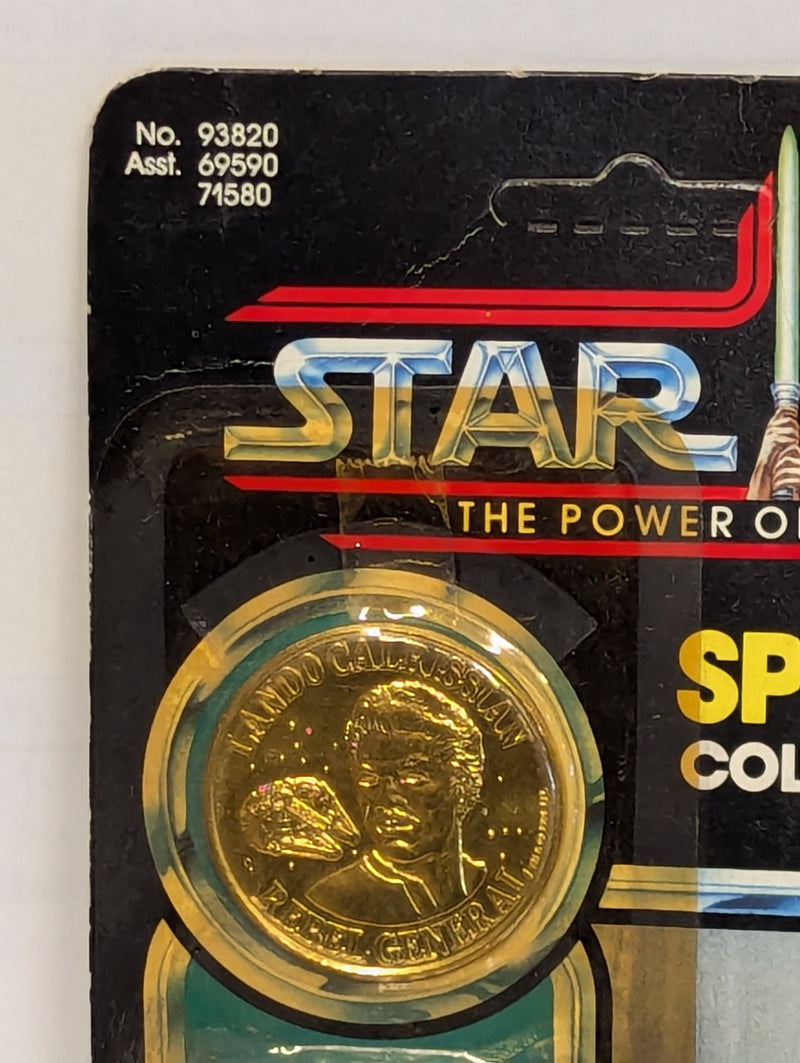 No. 93820
Asst. 69590
71580
STAR
THE POWER O
SP
COL
LANDO CALRISSIAN
REBEL GENERAL